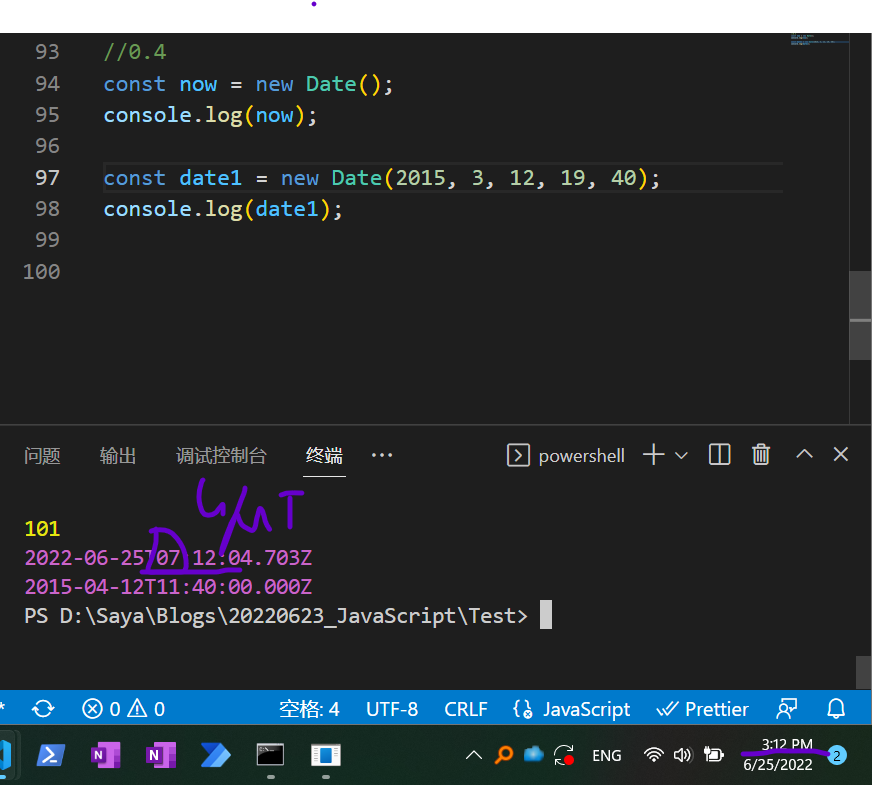 93 //0.4
94 const now = new Date();
95 console.log(now);
96
97 const date1 = new Date(2015, 3, 12, 19, 40);
98 console.log(date1);
99
100
问题 输出 调试控制台 终端 ··· powershell
GMT
101
2022-06-25T07:12:04.703Z
2015-04-12T11:40:00.000Z
PS D:\Saya\Blogs\20220623_JavaScript\Test>
0 0 空格: 4 UTF-8 CRLF JavaScript Prettier
N N ENG 3:12 PM
6/25/2022 2